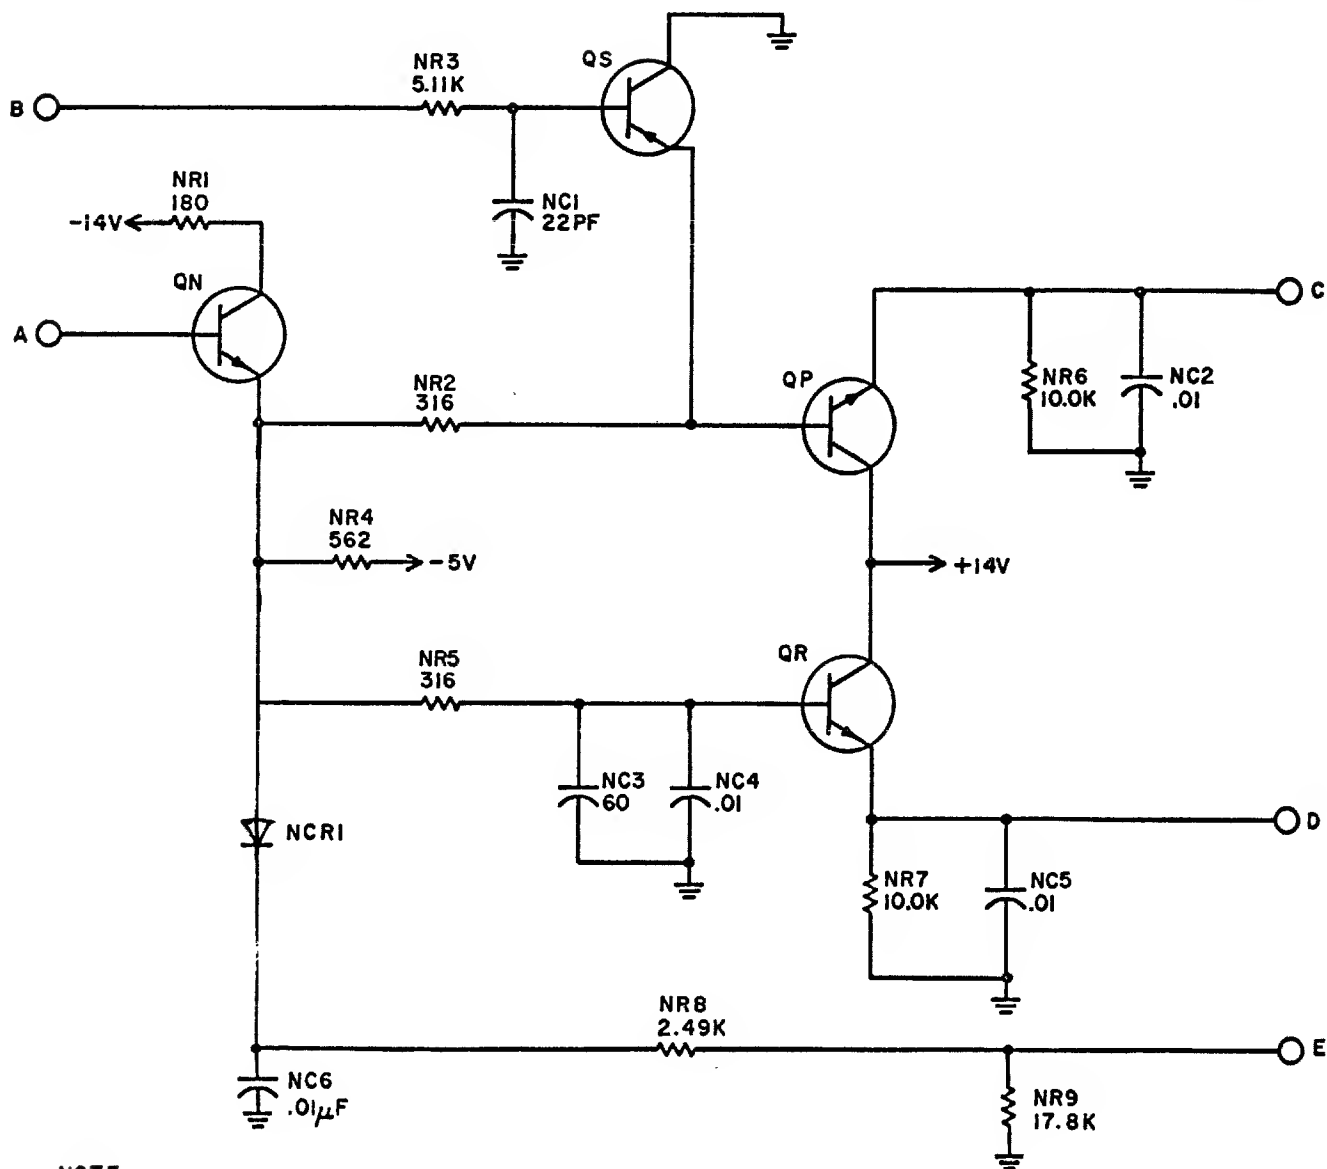 NR3
5.11K
QS
B
NR1
180
-14V
NC1
22PF
QN
A
C
NR2
316
QP
NR6
10.0K
NC2
.01
NR4
562
-5V
+14V
NR5
316
QR
NC3
60
NC4
.01
NCR1
D
NR7
10.0K
NC5
.01
NR8
2.49K
E
NC6
.01μF
NR9
17.8K